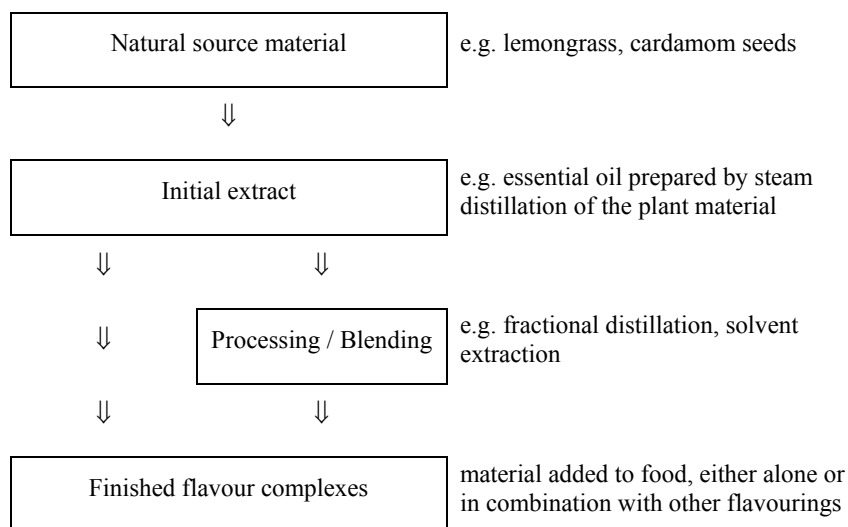 Natural source material
e.g. lemongrass, cardamom seeds
⇓
Initial extract
e.g. essential oil prepared by steam
distillation of the plant material
⇓ ⇓
⇓
Processing / Blending
e.g. fractional distillation, solvent
extraction
⇓ ⇓
Finished flavour complexes
material added to food, either alone or
in combination with other flavourings